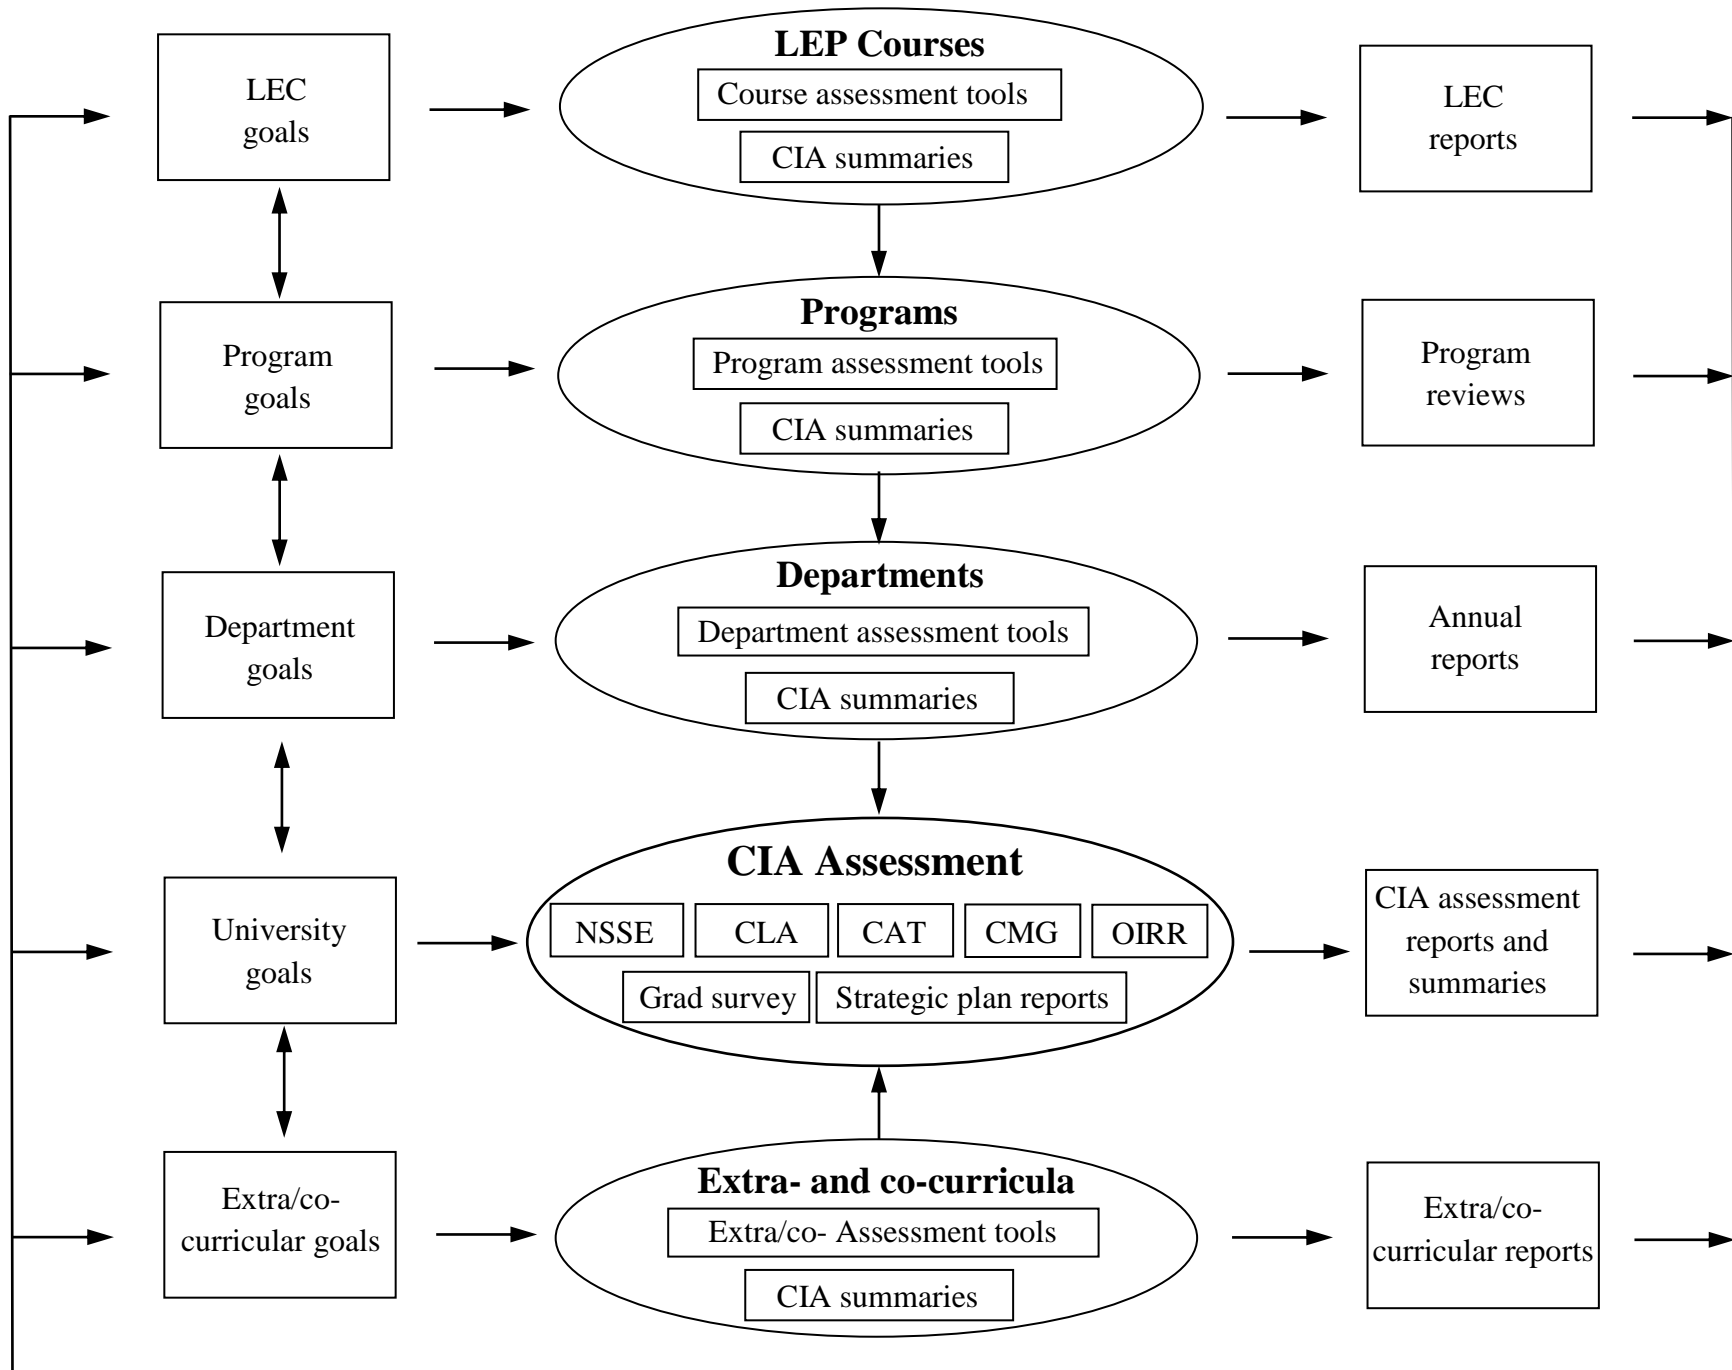 LEC
goals
LEP Courses
Course assessment tools
CIA summaries
LEC
reports
Program
goals
Programs
Program assessment tools
CIA summaries
Program
reviews
Department
goals
Departments
Department assessment tools
CIA summaries
Annual
reports
University
goals
CIA Assessment
NSSE
CLA
CAT
CMG
OIRR
Grad survey
Strategic plan reports
CIA assessment
reports and
summaries
Extra/co-
curricular goals
Extra- and co-curricula
Extra/co- Assessment tools
CIA summaries
Extra/co-
curricular reports